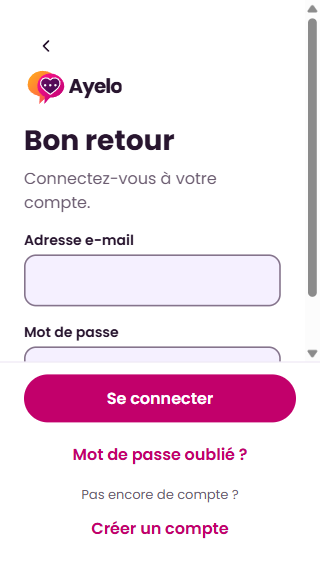 Ayelo
Bon retour
Connectez-vous à votre
compte.
Adresse e-mail
Mot de passe
Se connecter
Mot de passe oublié ?
Pas encore de compte ?
Créer un compte